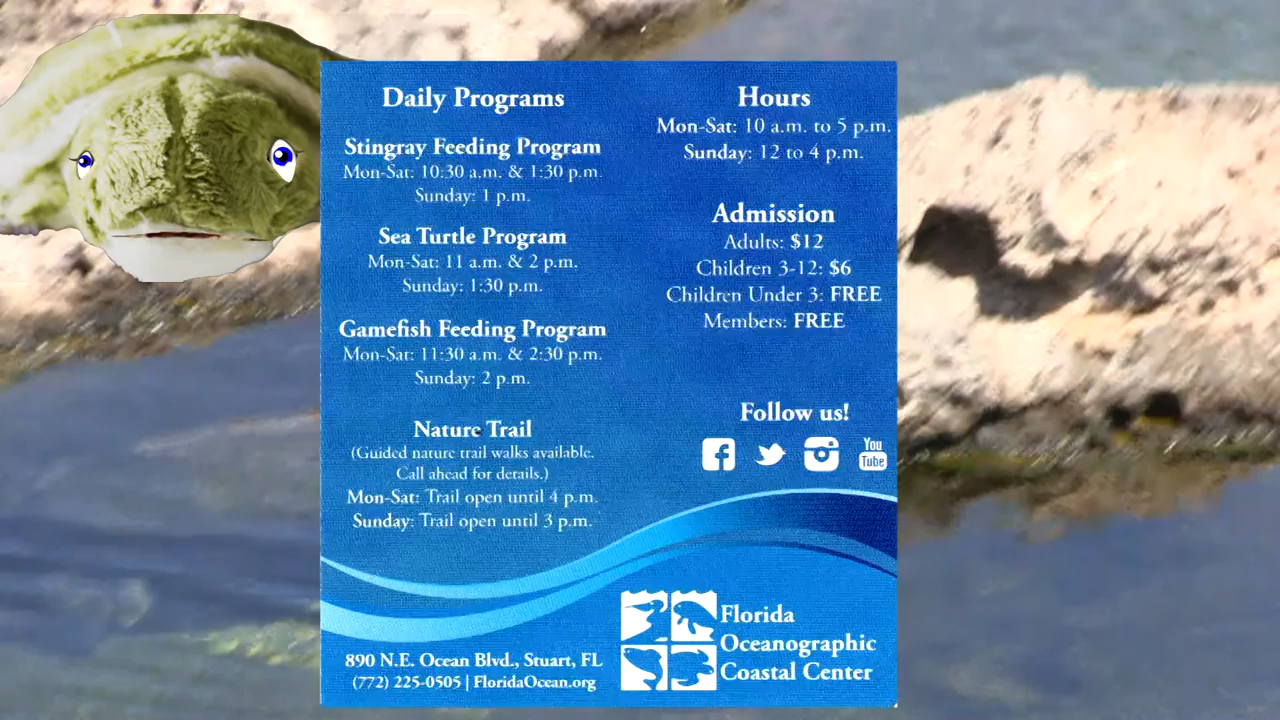 Daily Programs
Stingray Feeding Program
Mon-Sat: 10:30 a.m. & 1:30 p.m.
Sunday: 1 p.m.
Sea Turtle Program
Mon-Sat: 11 a.m. & 2 p.m.
Sunday: 1:30 p.m.
Gamefish Feeding Program
Mon-Sat: 11:30 a.m. & 2:30 p.m.
Sunday: 2 p.m.
Nature Trail
(Guided nature trail walks available.
Call ahead for details.)
Mon-Sat: Trail open until 4 p.m.
Sunday: Trail open until 3 p.m.
890 N.E. Ocean Blvd., Stuart, FL
(772) 225-0505 | FloridaOcean.org
Hours
Mon-Sat: 10 a.m. to 5 p.m.
Sunday: 12 to 4 p.m.
Admission
Adults: $12
Children 3-12: $6
Children Under 3: FREE
Members: FREE
Follow us!
You
Tube
Florida
Oceanographic
Coastal Center